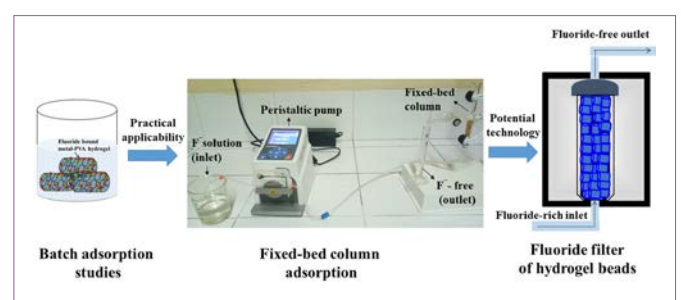 Fluoride bound
metal-PVA hydrogel
Batch adsorption
studies
Practical
applicability
F⁻ solution
(inlet)
Peristaltic pump
Fixed-bed
column
F⁻ - free
(outlet)
Fixed-bed column
adsorption
Potential
technology
Fluoride-free outlet
Fluoride-rich inlet
Fluoride filter
of hydrogel beads